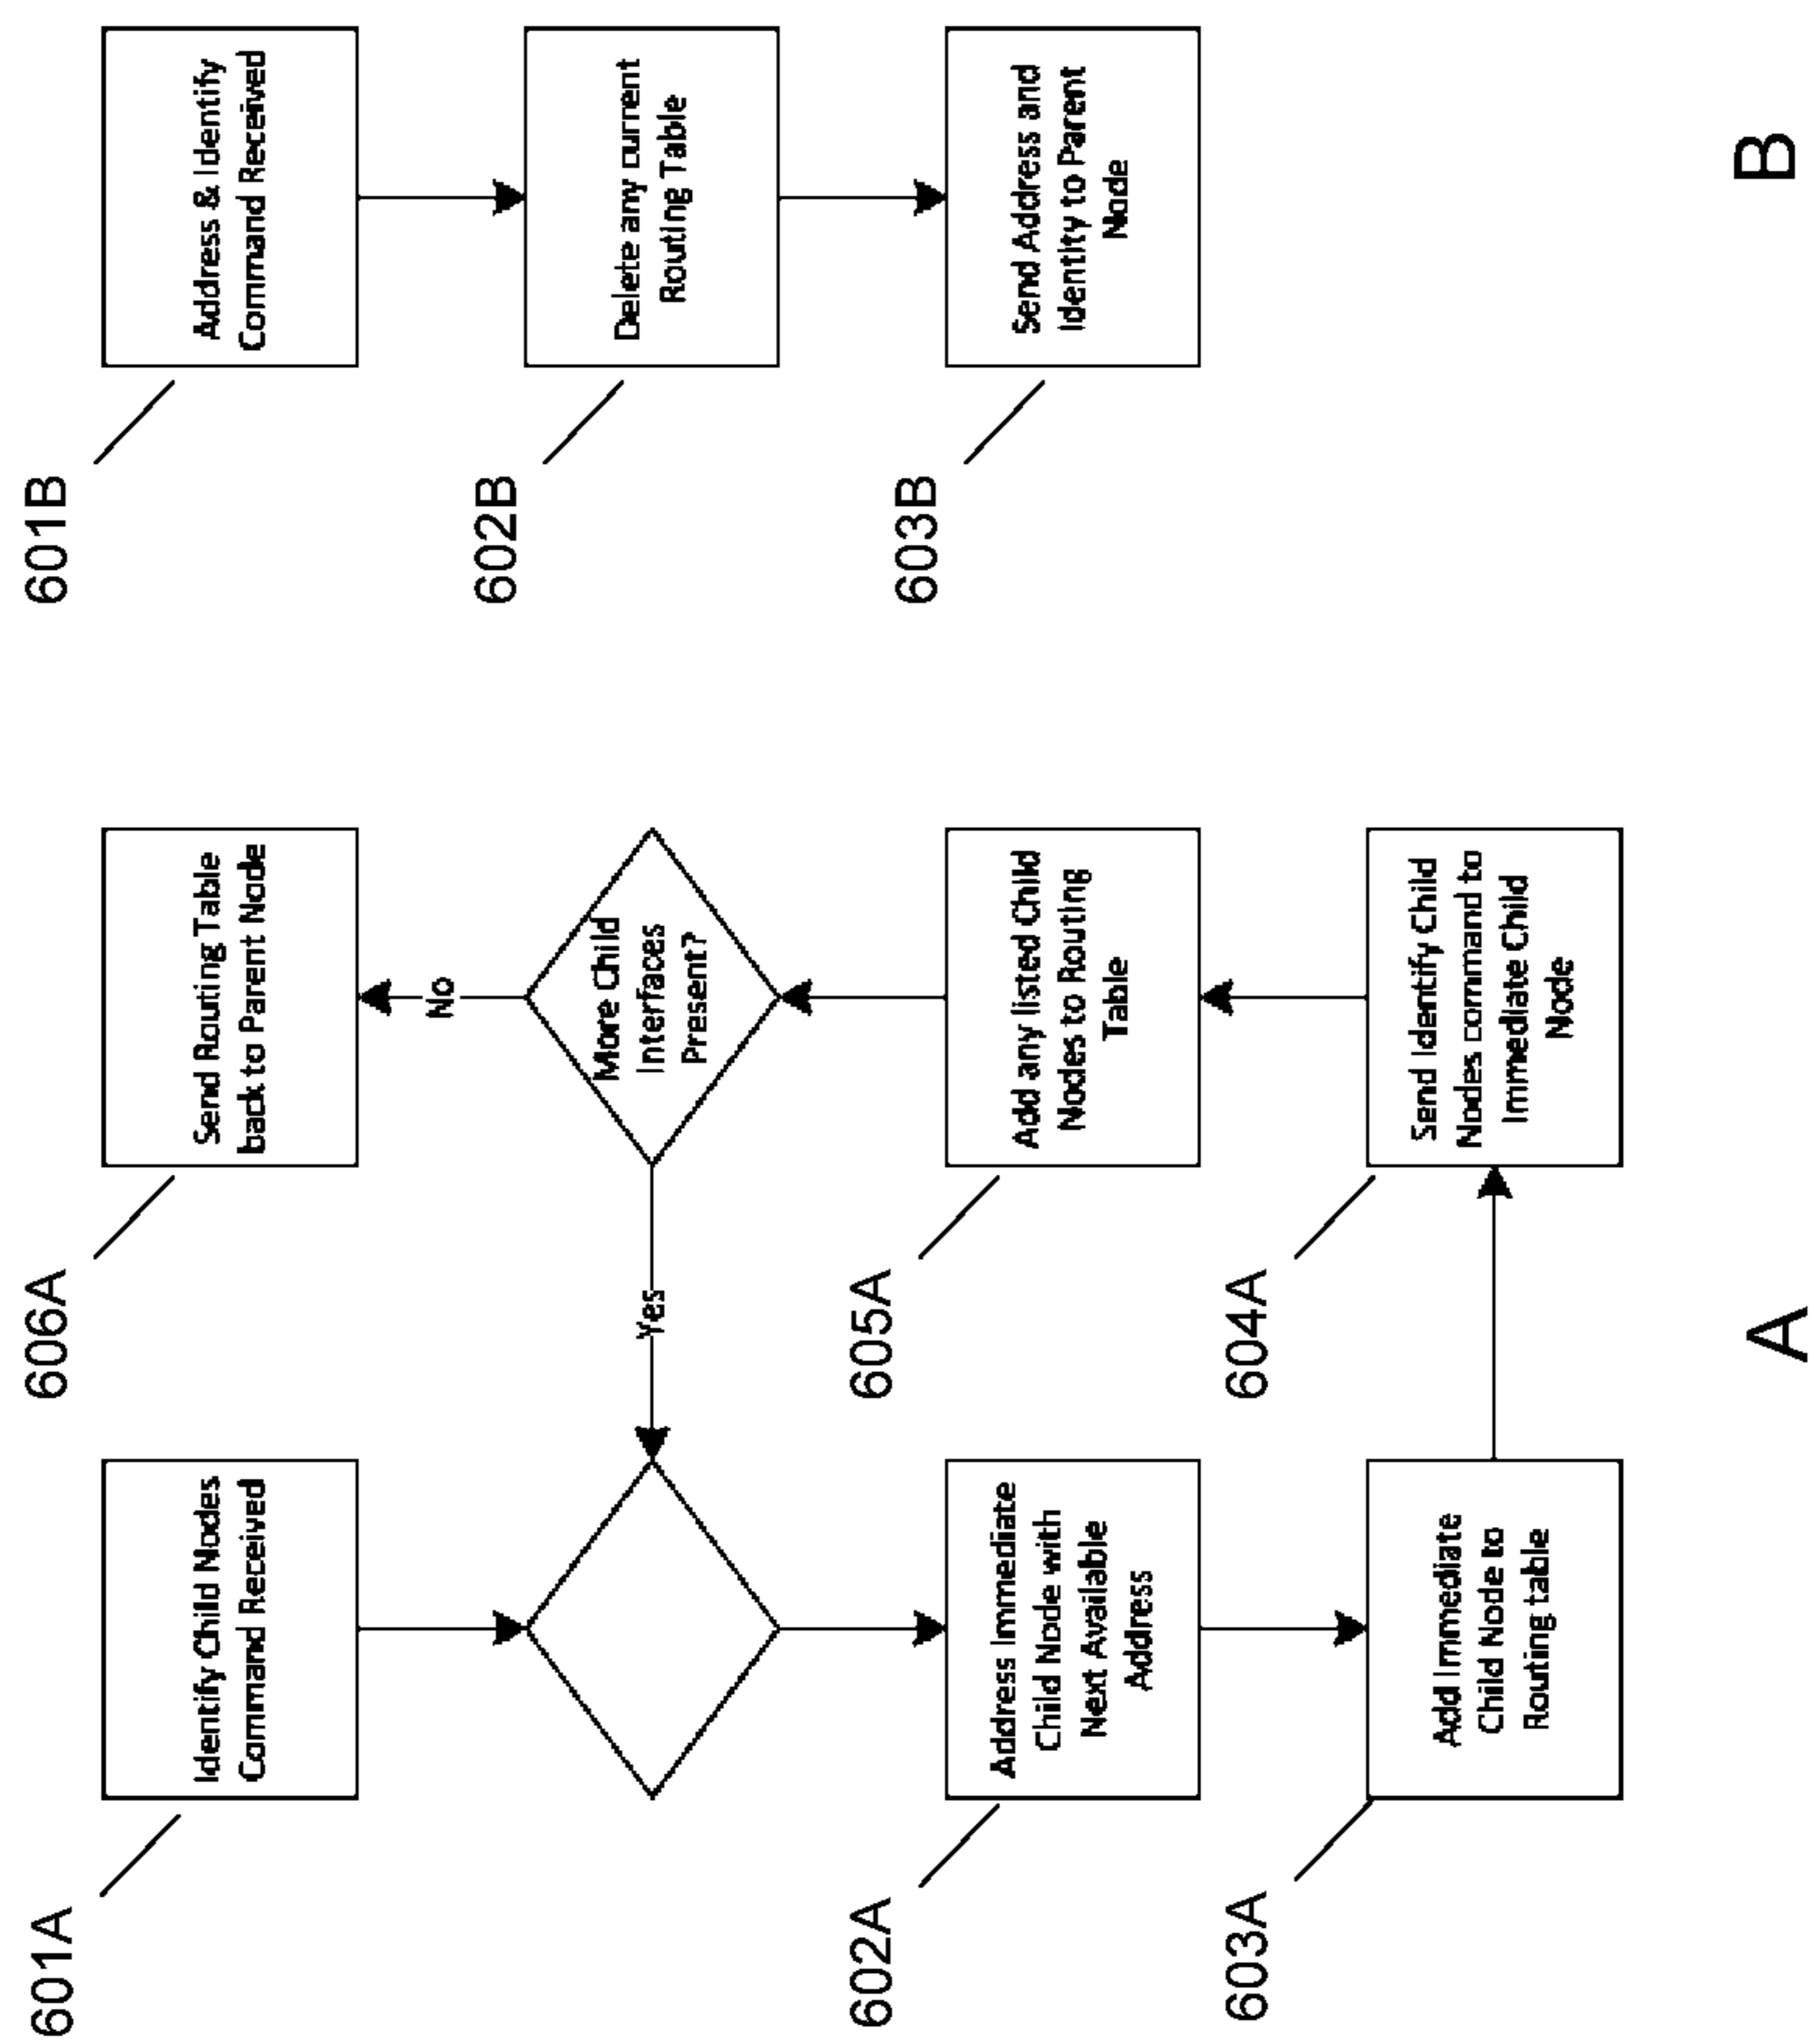 601A
Identify Child Nodes
Command Received
602A
Address Immediate
Child Node with
Next Available
Address
603A
Add Immediate
Child Node to
Routing table
604A
Send Identify Child
Nodes command to
Immediate Child
Node
605A
Add any listed Child
Nodes to Routing
Table
More Child
Interfaces
Present?
Yes
No
606A
Send Routing Table
back to Parent Node
A
601B
Address & Identify
Command Received
602B
Delete any current
Routing Table
603B
Send Address and
Identity to Parent
Node
B